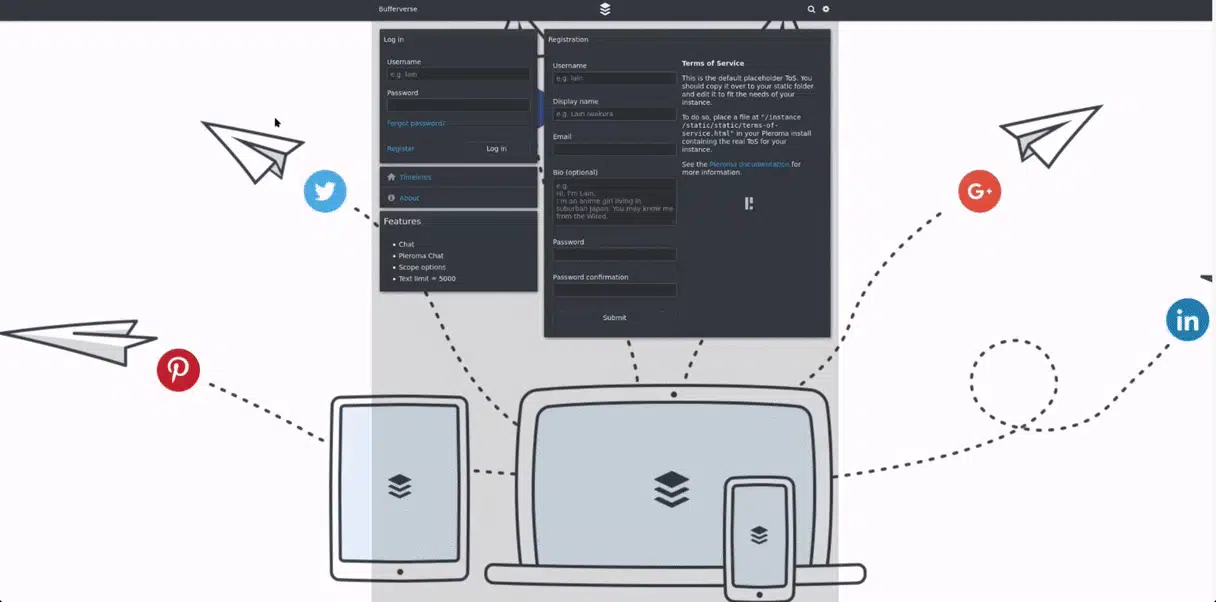 Bufferverse
Log in
Username
e.g. lain
Password
Forgot password?
Register
Log in
Timelines
About
Features
• Chat
• Pleroma Chat
• Scope options
• Text limit = 5000
Registration
Username
e.g. lain
Display name
e.g. Lain Iwakura
Email
Bio (optional)
e.g.
Hi, I'm Lain.
I'm an anime girl living in
suburban Japan. You may know me
from the Wired.
Password
Password confirmation
Submit
Terms of Service
This is the default placeholder ToS. You
should copy it over to your static folder
and edit it to fit the needs of your
instance.
To do so, place a file at "/instance
/static/static/terms-of-
service.html" in your Pleroma install
containing the real ToS for your
instance.
See the Pleroma documentation for
more information.
G+
in